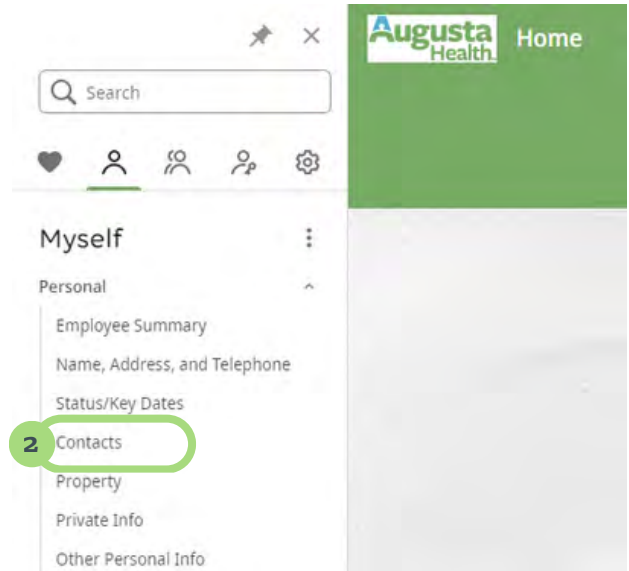 Augusta Health.
Home
Search
Myself
Personal
Employee Summary
Name, Address, and Telephone
Status/Key Dates
2 Contacts
Property
Private Info
Other Personal Info